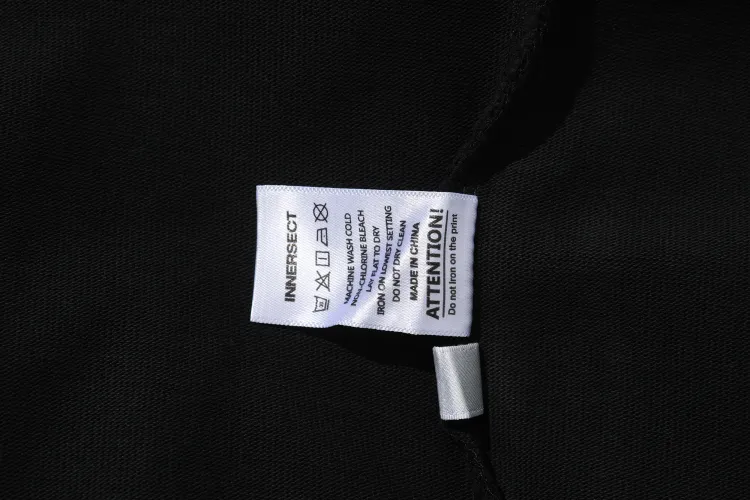 INNERSECT
MACHINE WASH COLD
NON-CHLORINE BLEACH
LAY FLAT TO DRY
IRON ON LOWEST SETTING
DO NOT DRY CLEAN
MADE IN CHINA
ATTENTION!
Do not Iron on the print